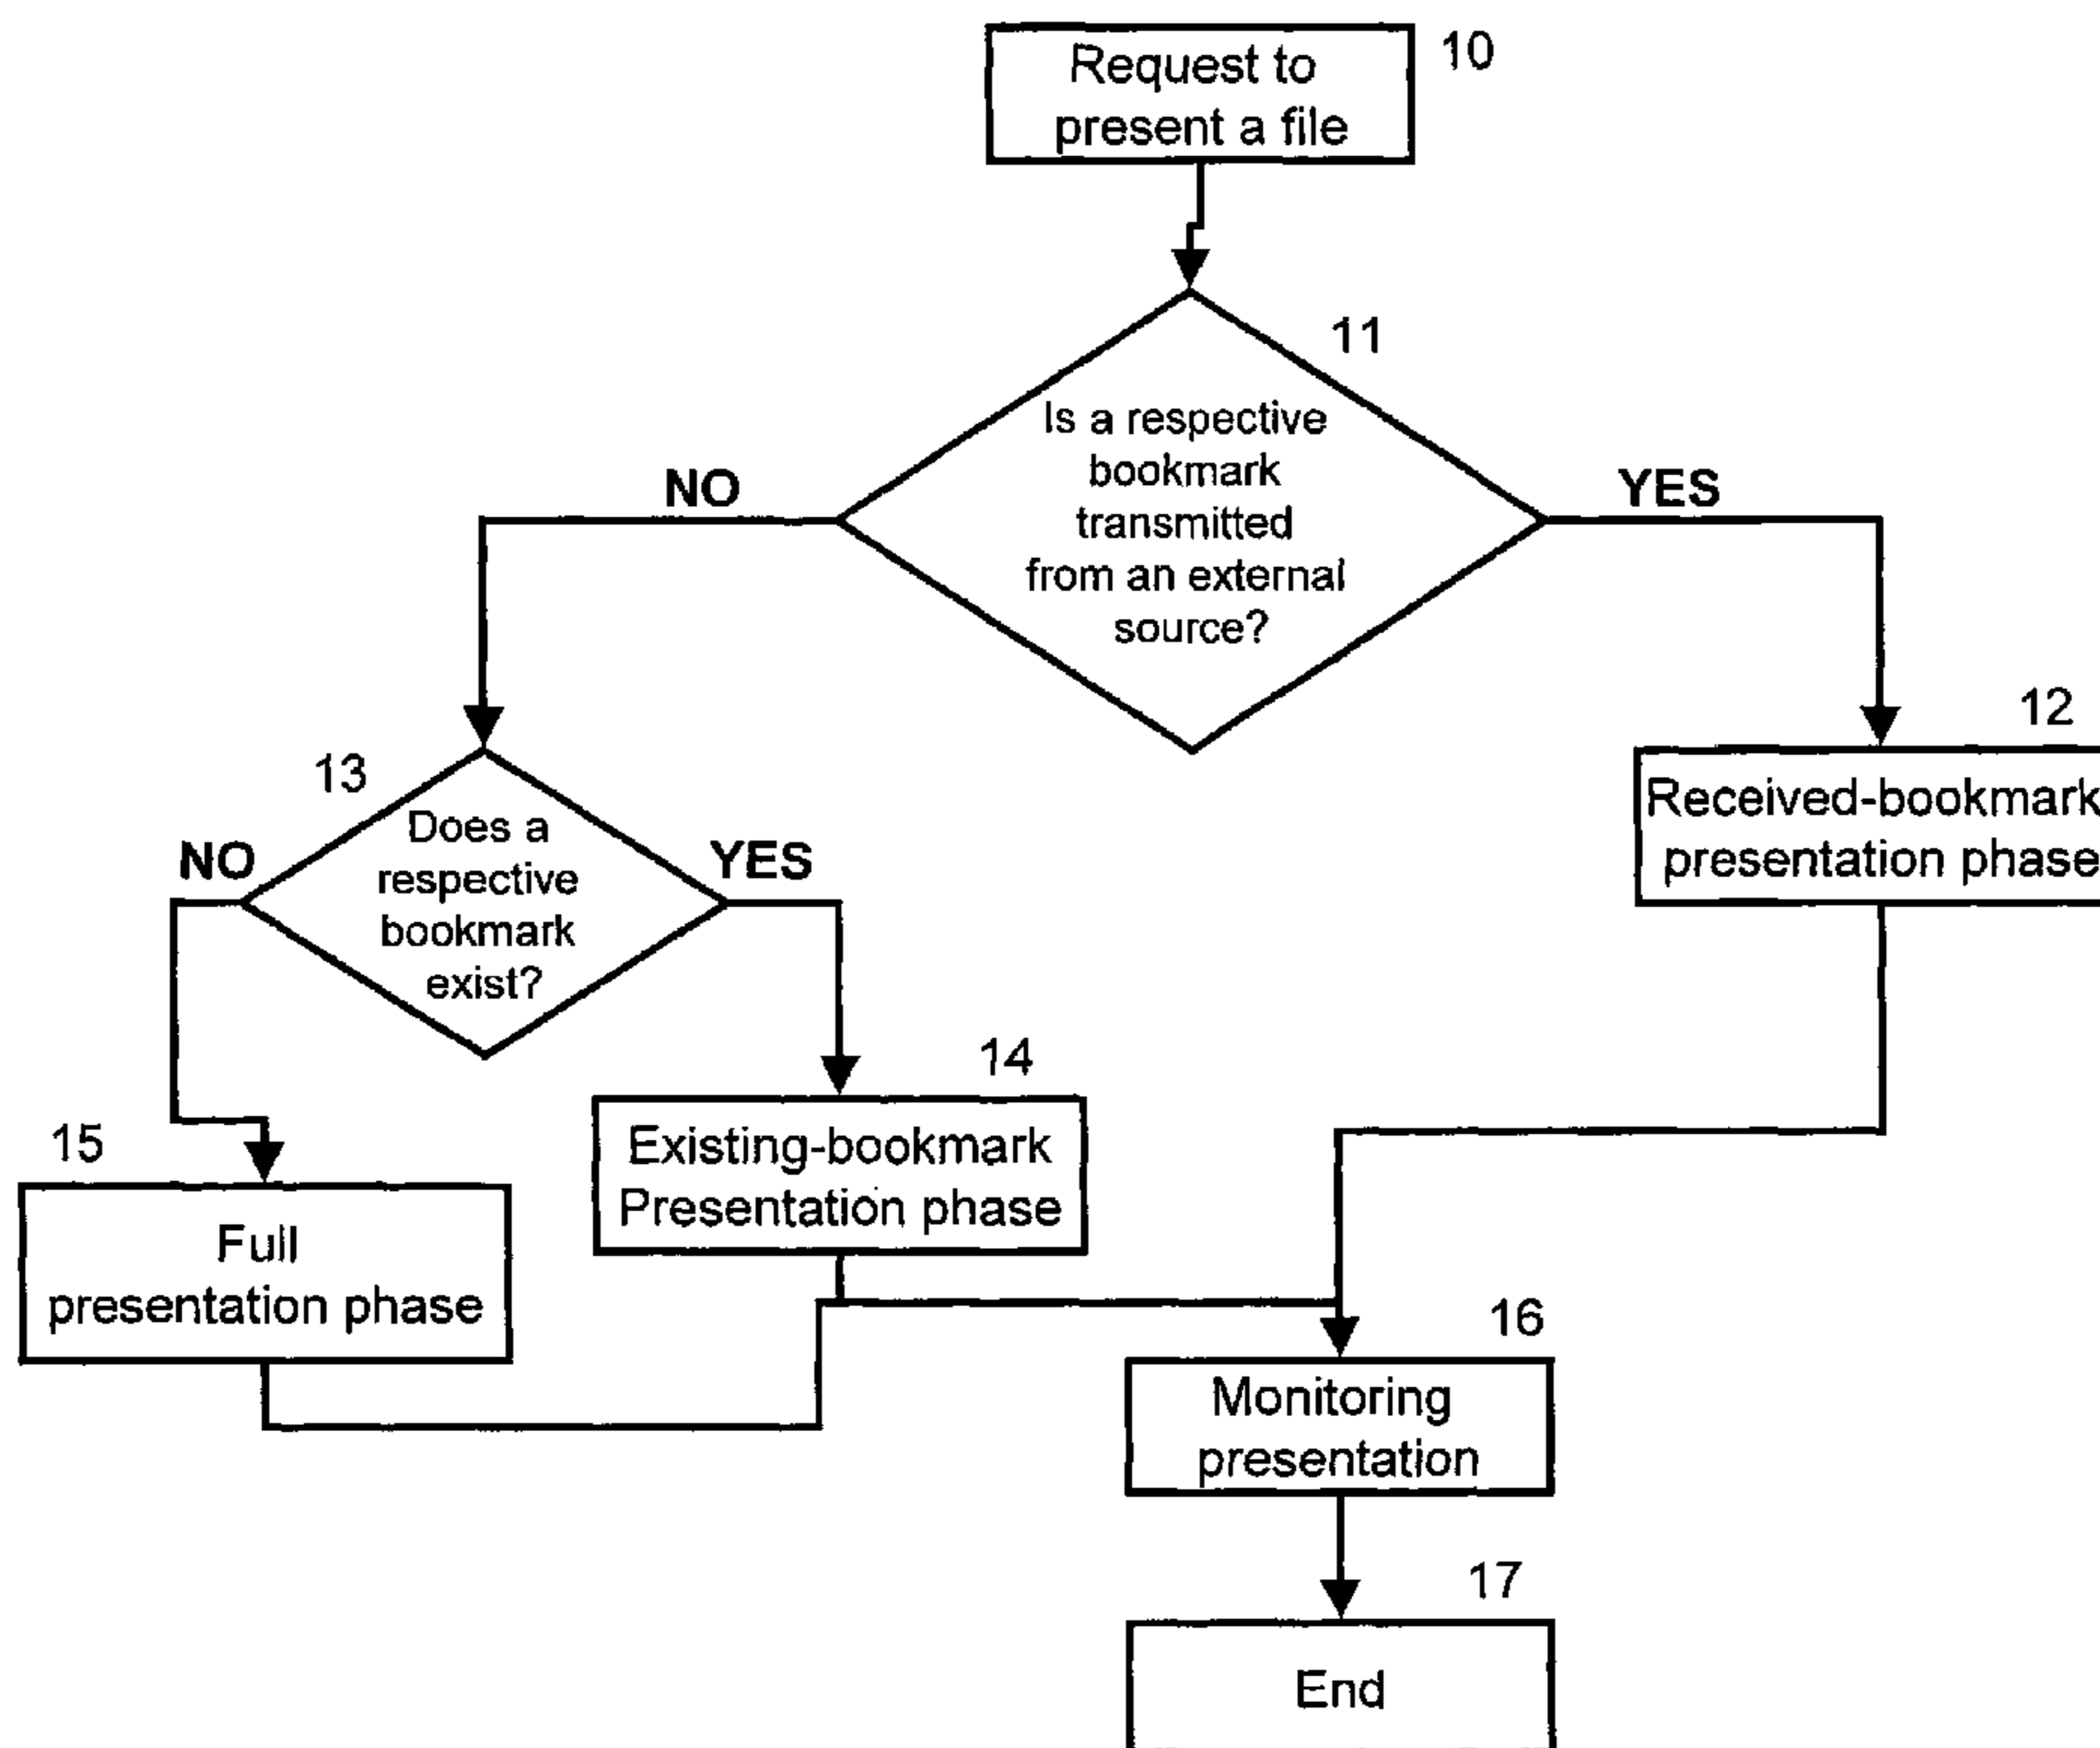 Request to
present a file
10
11
Is a respective
bookmark
transmitted
from an external
source?
NO
YES
12
Received-bookmark
presentation phase
13
Does a
respective
bookmark
exist?
NO
YES
14
Existing-bookmark
Presentation phase
15
Full
presentation phase
16
Monitoring
presentation
17
End